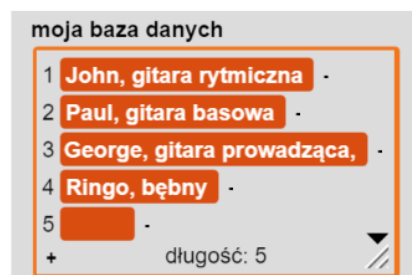 moja baza danych
1 John, gitara rytmiczna -
2 Paul, gitara basowa -
3 George, gitara prowadząca, -
4 Ringo, bębny -
5 -
+ długość: 5